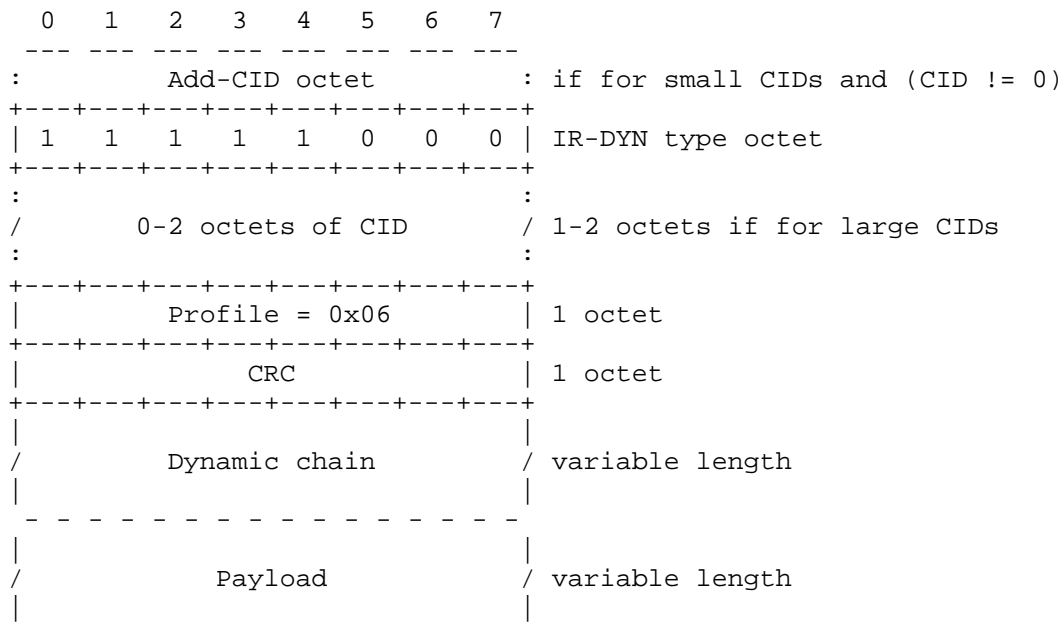 0   1   2   3   4   5   6   7
 --- --- --- --- --- --- --- ---
:         Add-CID octet         : if for small CIDs and (CID != 0)
+---+---+---+---+---+---+---+---+
| 1   1   1   1   1   0   0   0 | IR-DYN type octet
+---+---+---+---+---+---+---+---+
:                               :
/       0-2 octets of CID       / 1-2 octets if for large CIDs
:                               :
+---+---+---+---+---+---+---+---+
|         Profile = 0x06        | 1 octet
+---+---+---+---+---+---+---+---+
|              CRC              | 1 octet
+---+---+---+---+---+---+---+---+
|                               |
/         Dynamic chain         / variable length
|                               |
 - - - - - - - - - - - - - - - -
|                               |
/            Payload            / variable length
|                               |